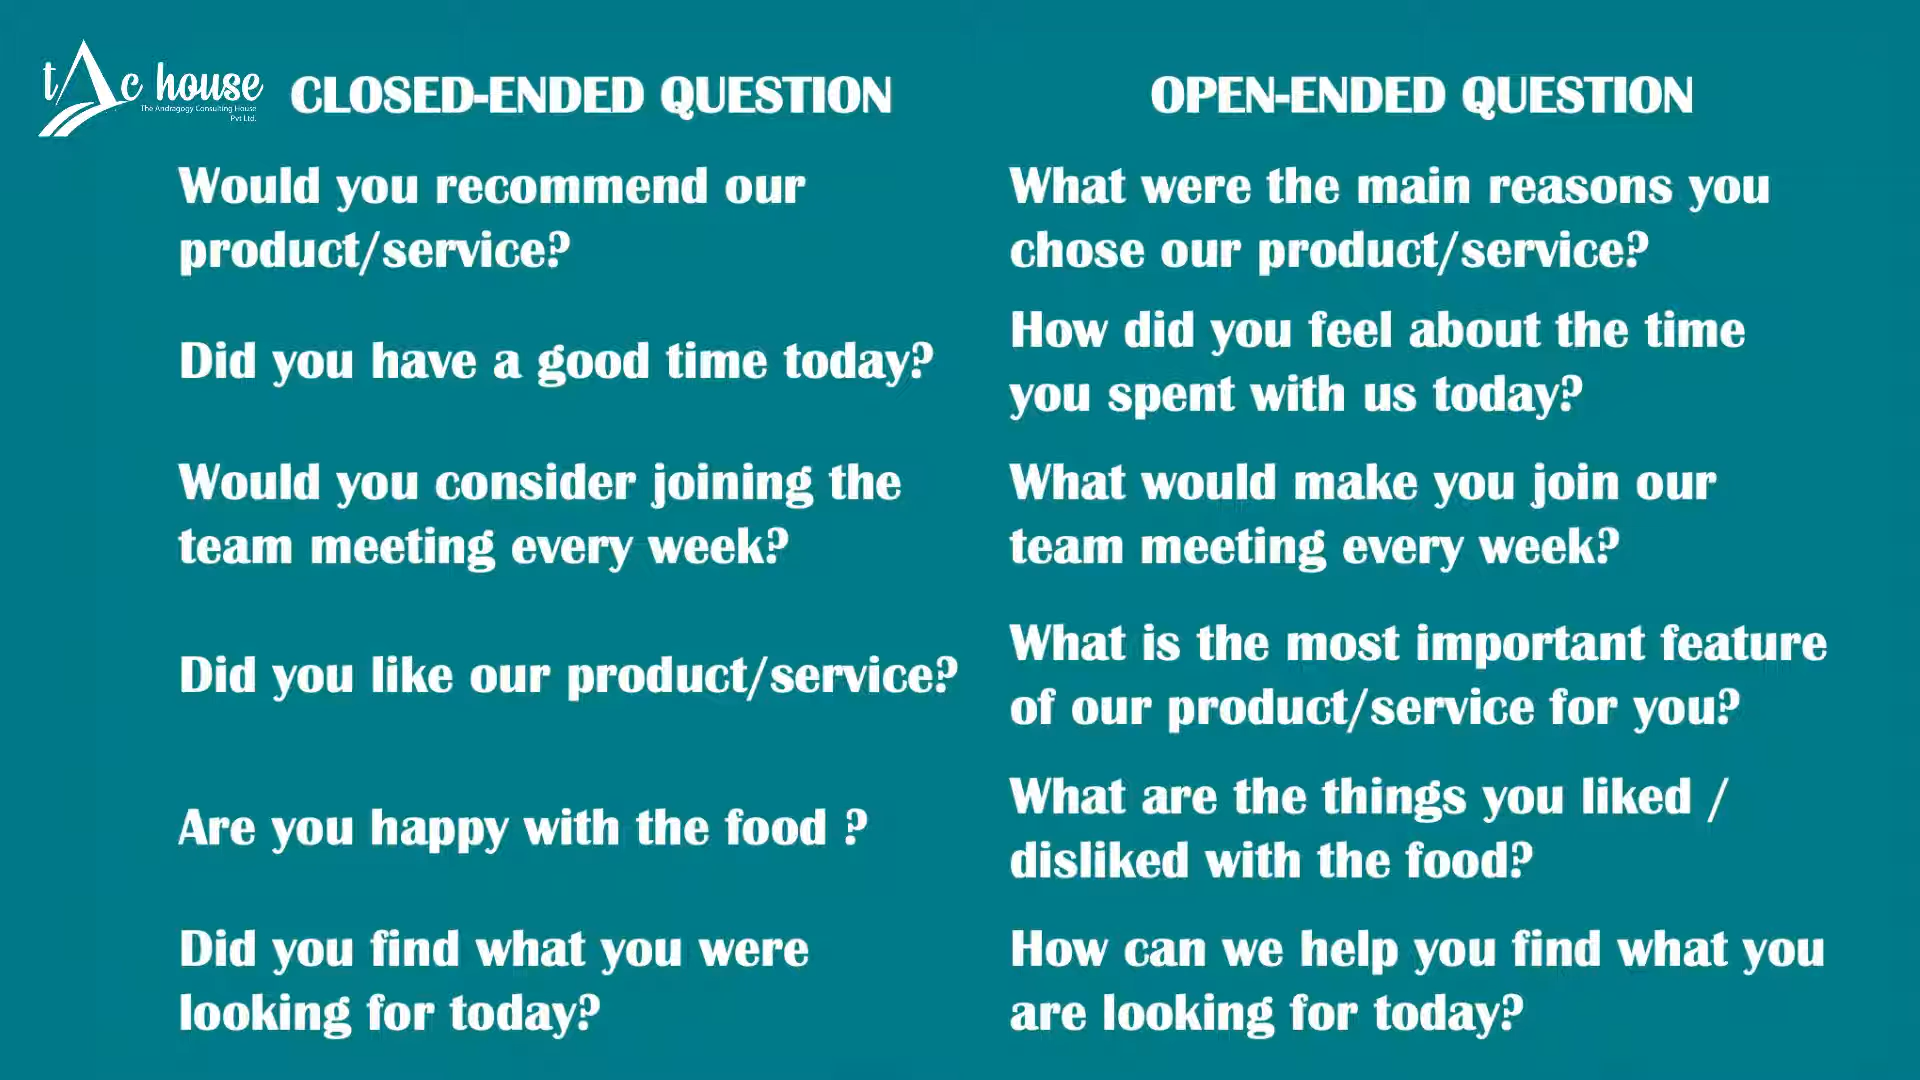 tAc house
The Andragogy Consulting House
Pvt Ltd.
CLOSED-ENDED QUESTION
OPEN-ENDED QUESTION
Would you recommend our
product/service?
What were the main reasons you
chose our product/service?
Did you have a good time today?
How did you feel about the time
you spent with us today?
Would you consider joining the
team meeting every week?
What would make you join our
team meeting every week?
Did you like our product/service?
What is the most important feature
of our product/service for you?
Are you happy with the food ?
What are the things you liked /
disliked with the food?
Did you find what you were
looking for today?
How can we help you find what you
are looking for today?